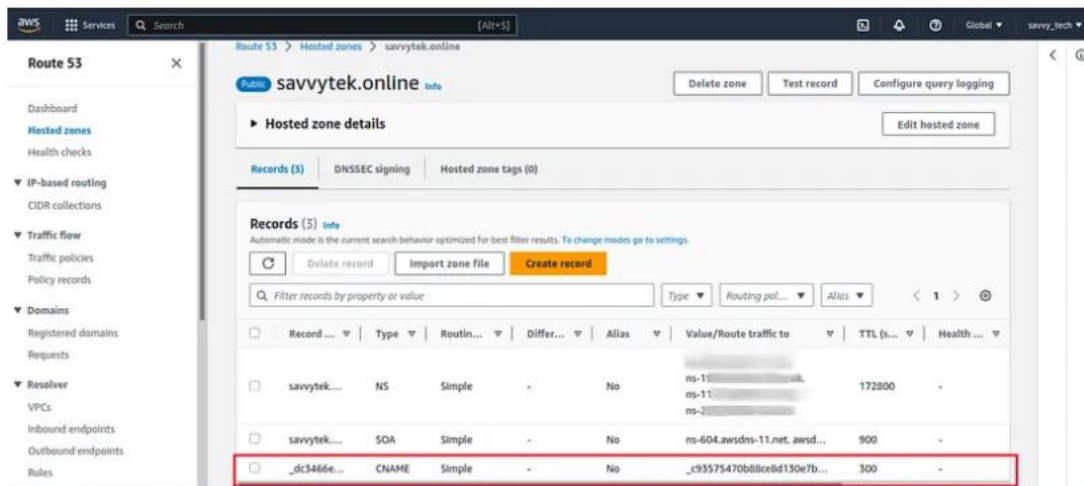 aws Services Search [Alt+S] Global savvy_tech
Route 53
Dashboard
Hosted zones
Health checks
IP-based routing
CIDR collections
Traffic flow
Traffic policies
Policy records
Domains
Registered domains
Requests
Resolver
VPCs
Inbound endpoints
Outbound endpoints
Rules
Route 53 > Hosted zones > savvytek.online
Public savvytek.online Info
Delete zone Test record Configure query logging
Hosted zone details
Edit hosted zone
Records (3) DNSSEC signing Hosted zone tags (0)
Records (3) Info
Automatic mode is the current search behavior optimized for best filter results. To change modes go to settings.
Delete record Import zone file Create record
Filter records by property or value Type Routing pol... Alias < 1 >
Record ... Type Routin... Differ... Alias Value/Route traffic to TTL (s... Health ...
savvytek.... NS Simple - No 172800 -
ns-11
savvytek.... SOA Simple - No ns-604.awsdns-11.net. awsd... 900 -
_dc3466e... CNAME Simple - No _c93575470b88ce8d130e7b... 300 -